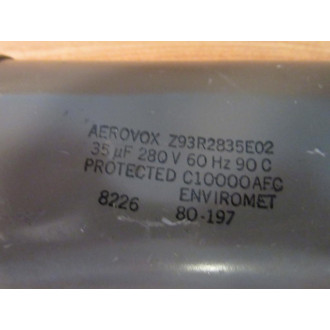 AEROVOX Z93R2835E02
35 µF 280 V 60 Hz 90 C
PROTECTED C10000AFC
ENVIROMET
8226 80-197